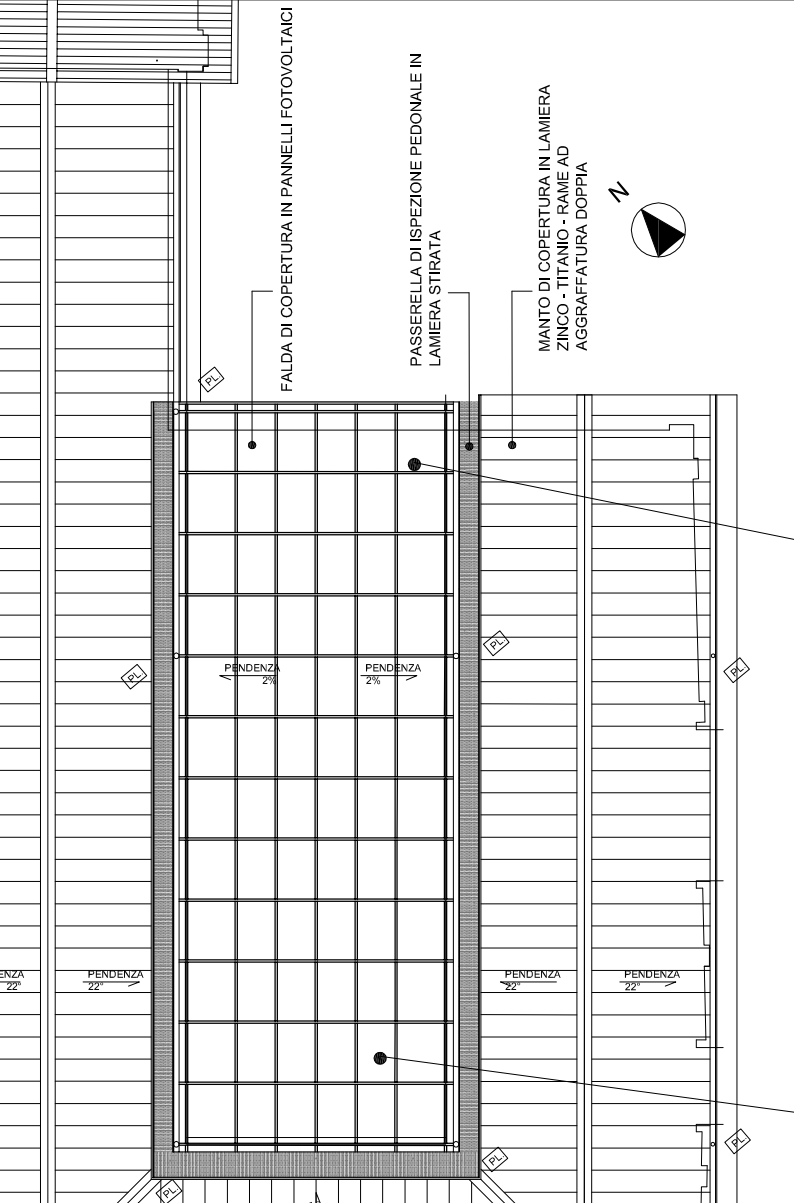 FALDA DI COPERTURA IN PANNELLI FOTOVOLTAICI
PASSERELLA DI ISPEZIONE PEDONALE IN
LAMIERA STIRATA
MANTO DI COPERTURA IN LAMIERA
ZINCO - TITANIO - RAME AD
AGGRAFFATURA DOPPIA
N
PL.
PL.
PL.
PL.
PENDENZA
2%
PENDENZA
2%
ENZA
22°
PENDENZA
22°
PENDENZA
22°
PENDENZA
22°
PL.
PL.
PL.